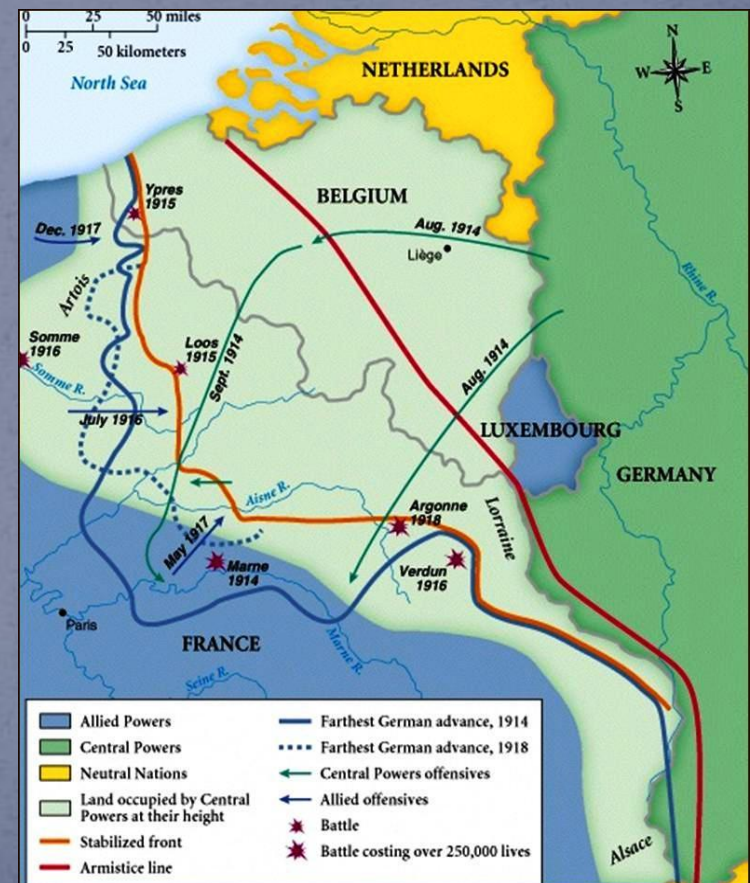 0 25 50 miles
0 25 50 kilometers
North Sea
NETHERLANDS
N
W E
S
Ypres
1915
BELGIUM
Dec. 1917
Aug. 1914
Liège
Rhine R.
Artois
Somme
1916
Loos
1915
Sept. 1914
Aug. 1914
Somme R.
July 1916
LUXEMBOURG
GERMANY
Aisne R.
Argonne
1918
Lorraine
May 1917
Marne
1914
Verdun
1916
Paris
FRANCE
Marne R.
Seine R.
Alsace
Allied Powers
Central Powers
Neutral Nations
Land occupied by Central
Powers at their height
Stabilized front
Armistice line
Farthest German advance, 1914
Farthest German advance, 1918
Central Powers offensives
Allied offensives
Battle
Battle costing over 250,000 lives